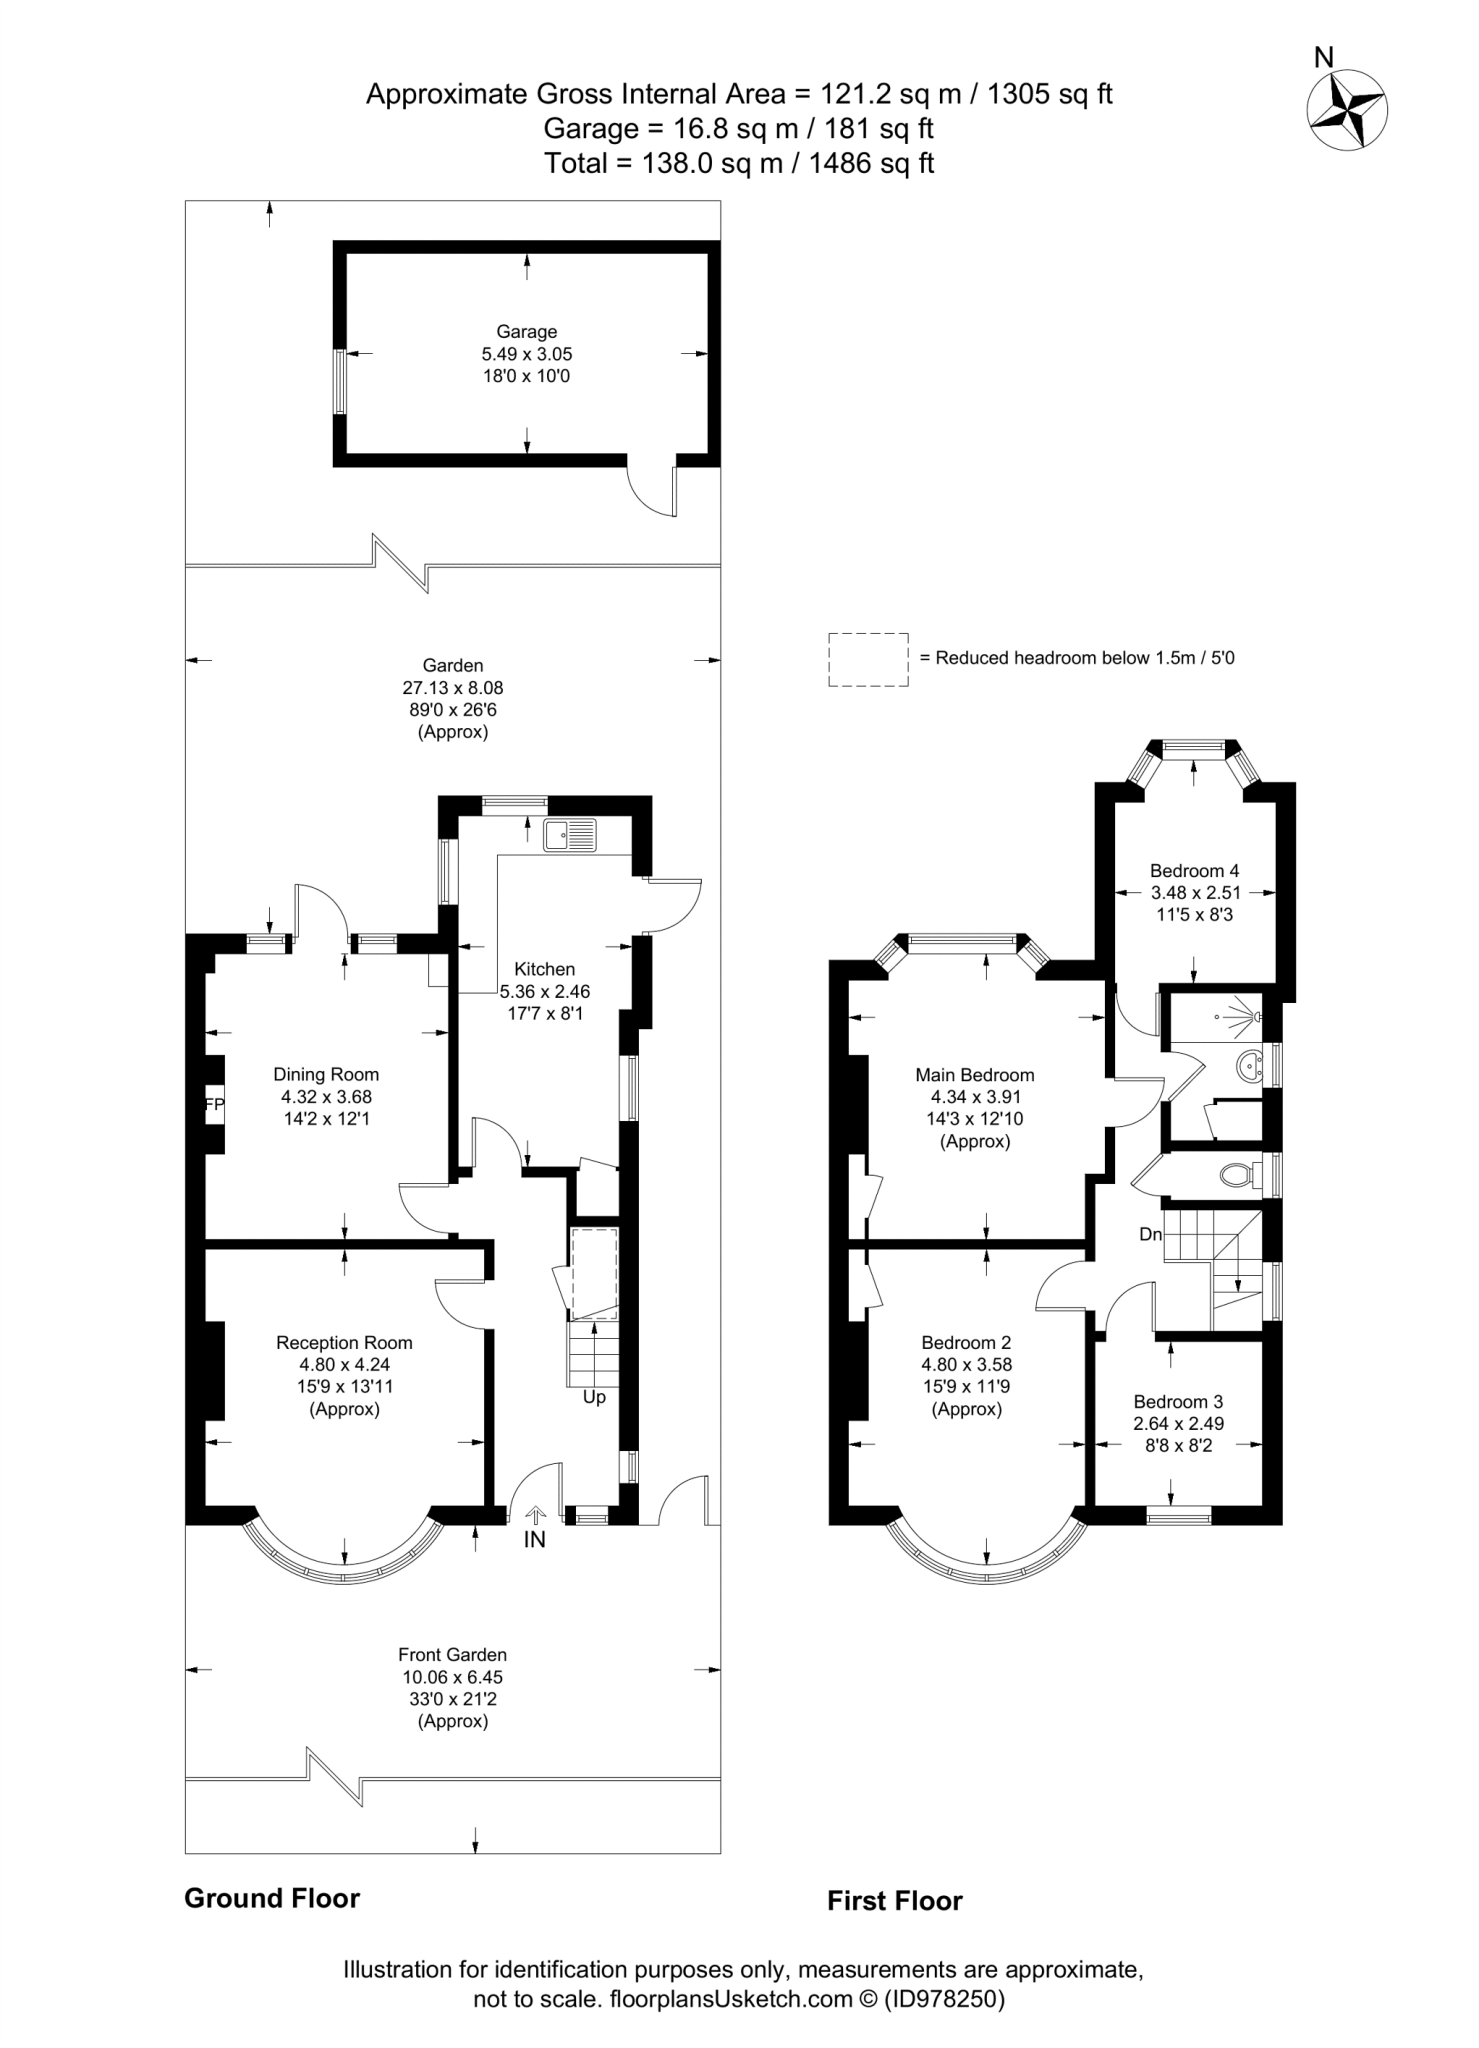 N
Approximate Gross Internal Area = 121.2 sq m / 1305 sq ft
Garage = 16.8 sq m / 181 sq ft
Total = 138.0 sq m / 1486 sq ft
Garage
5.49 x 3.05
18'0 x 10'0
Garden
27.13 x 8.08
89'0 x 26'6
(Approx)
= Reduced headroom below 1.5m / 5'0
Kitchen
5.36 x 2.46
17'7 x 8'1
Dining Room
4.32 x 3.68
14'2 x 12'1
FP
Reception Room
4.80 x 4.24
15'9 x 13'11
(Approx)
Up
IN
Front Garden
10.06 x 6.45
33'0 x 21'2
(Approx)
Bedroom 4
3.48 x 2.51
11'5 x 8'3
Main Bedroom
4.34 x 3.91
14'3 x 12'10
(Approx)
Dn
Bedroom 2
4.80 x 3.58
15'9 x 11'9
(Approx)
Bedroom 3
2.64 x 2.49
8'8 x 8'2
Ground Floor
First Floor
Illustration for identification purposes only, measurements are approximate,
not to scale. floorplansUsketch.com © (ID978250)